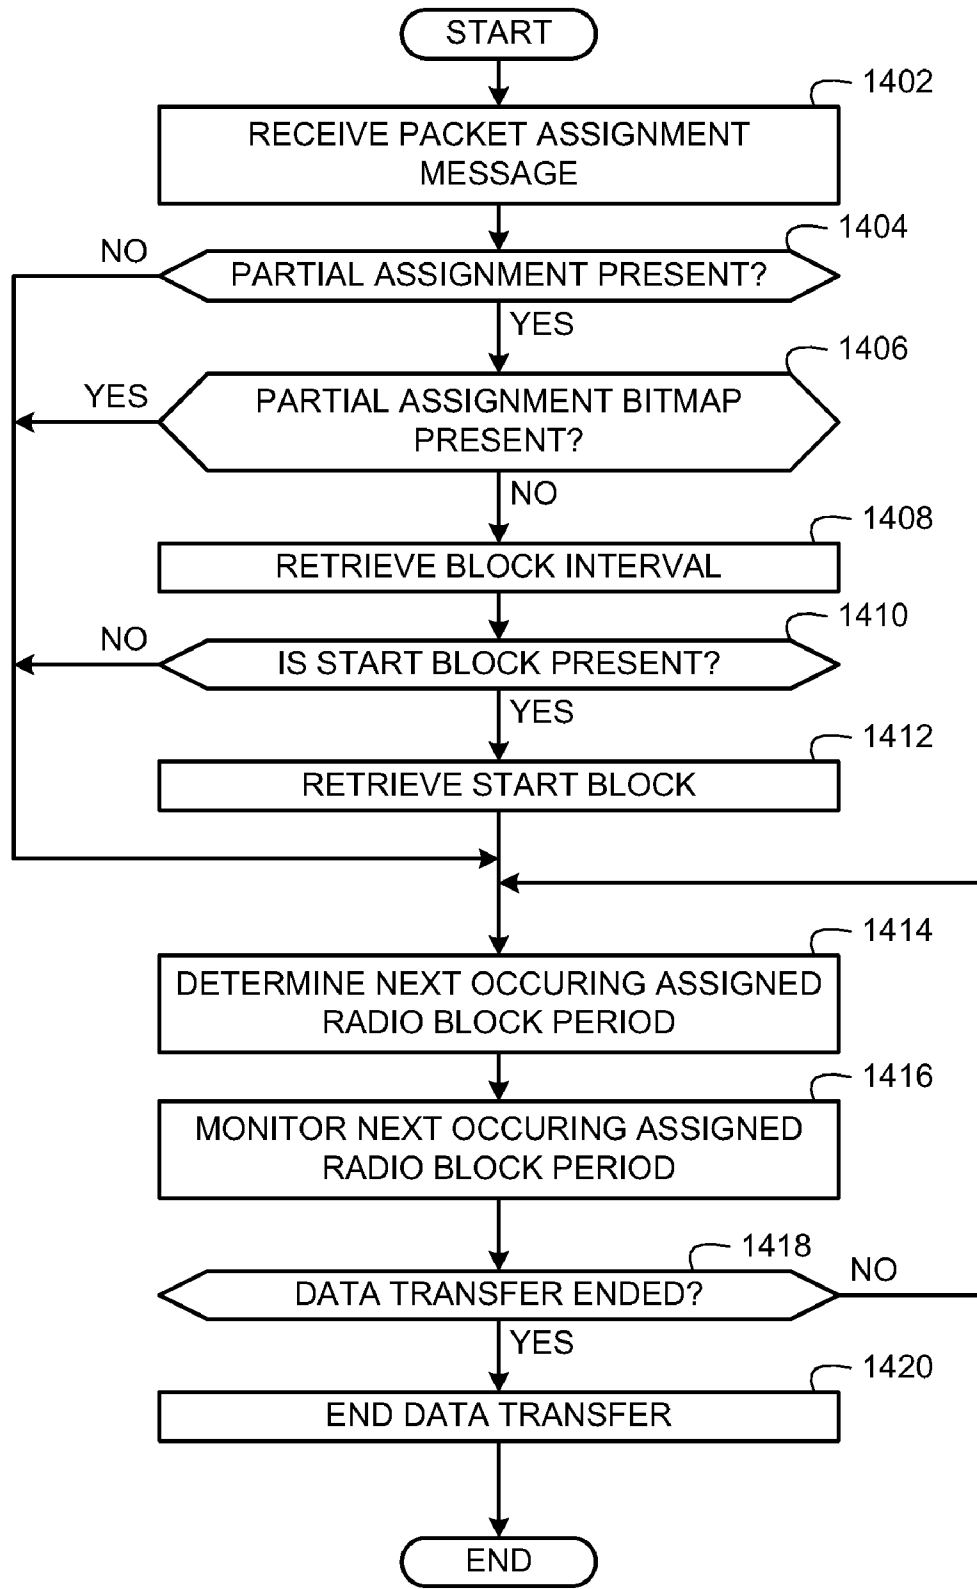 START
1402
RECEIVE PACKET ASSIGNMENT
MESSAGE
1404
NO
PARTIAL ASSIGNMENT PRESENT?
YES
1406
YES
PARTIAL ASSIGNMENT BITMAP
PRESENT?
NO
1408
RETRIEVE BLOCK INTERVAL
1410
NO
IS START BLOCK PRESENT?
YES
1412
RETRIEVE START BLOCK
1414
DETERMINE NEXT OCCURING ASSIGNED
RADIO BLOCK PERIOD
1416
MONITOR NEXT OCCURING ASSIGNED
RADIO BLOCK PERIOD
1418
NO
DATA TRANSFER ENDED?
YES
1420
END DATA TRANSFER
END